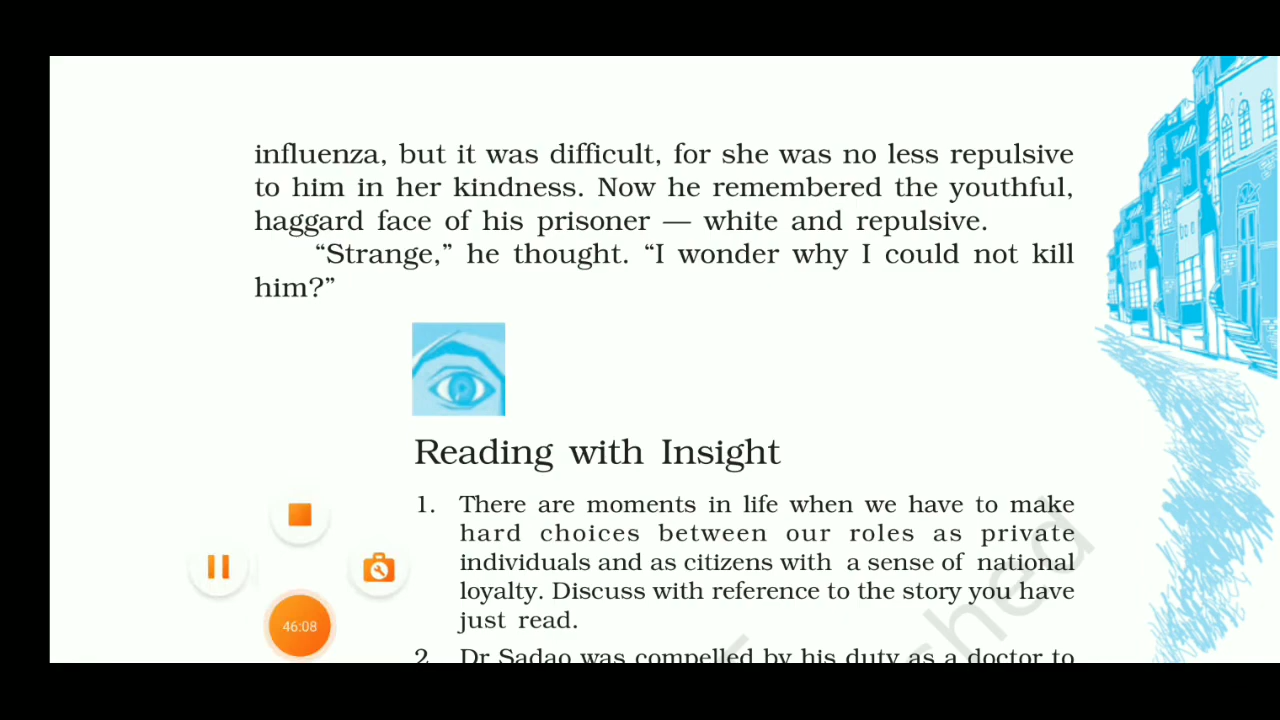 influenza, but it was difficult, for she was no less repulsive
to him in her kindness. Now he remembered the youthful,
haggard face of his prisoner — white and repulsive.
“Strange,” he thought. “I wonder why I could not kill
him?”
Reading with Insight
1. There are moments in life when we have to make
hard choices between our roles as private
individuals and as citizens with a sense of national
loyalty. Discuss with reference to the story you have
just read.
46:08
2. Dr Sadao was compelled by his duty as a doctor to